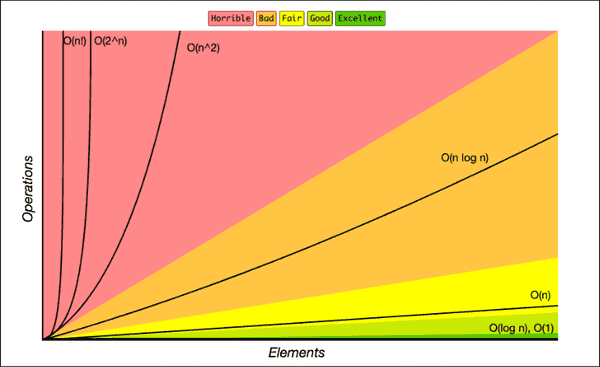 Horrible Bad Fair Good Excellent
O(n!) O(2^n) O(n^2)
O(n log n)
O(n)
O(log n), O(1)
Operations
Elements